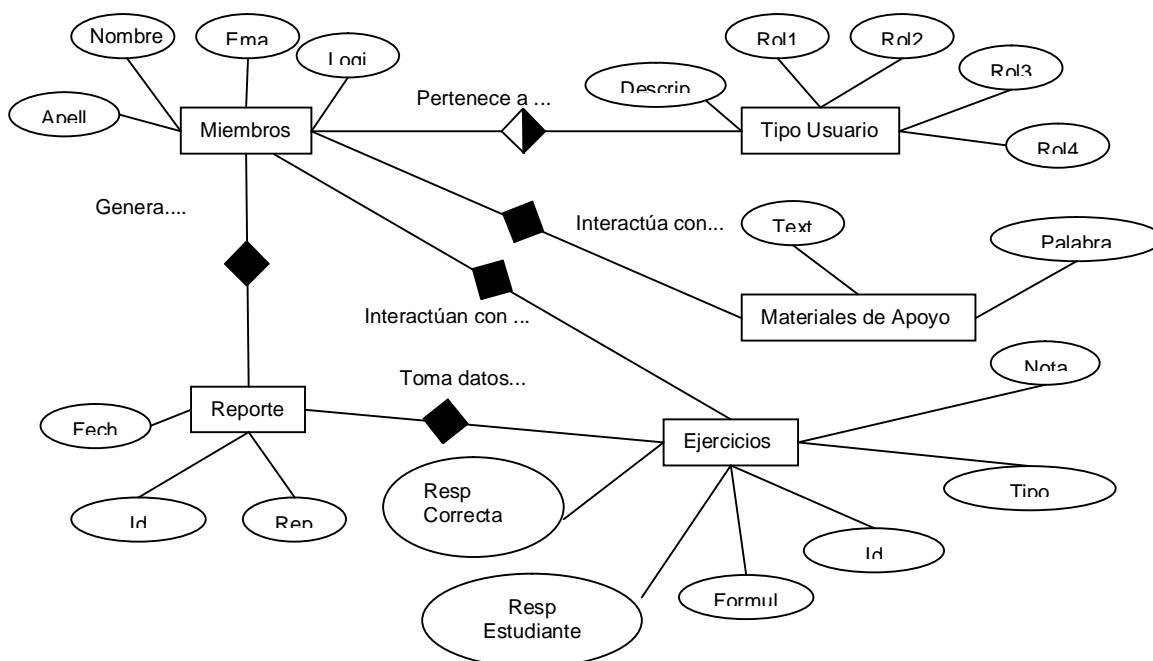 Nombre
Ema
Logi
Apell
Miembros
Pertenece a ...
Descrip
Rol1
Rol2
Rol3
Rol4
Tipo Usuario
Genera....
Interactúa con...
Text
Palabra
Materiales de Apoyo
Interactúan con ...
Toma datos...
Nota
Reporte
Fech
Id
Rep
Ejercicios
Tipo
Resp
Correcta
Id
Formul
Resp
Estudiante